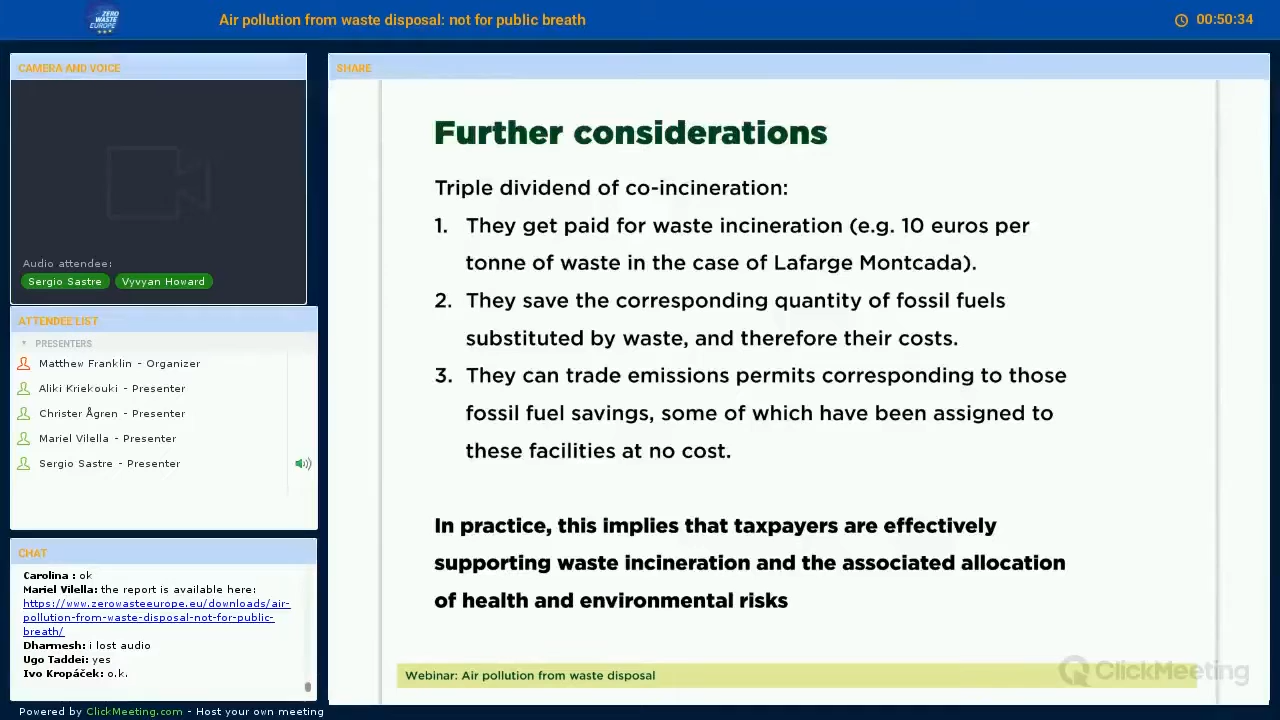 ZERO
WASTE
EUROPE
Air pollution from waste disposal: not for public breath
00:50:34
CAMERA AND VOICE
Audio attendee:
Sergio Sastre
Vyvyan Howard
ATTENDEE LIST
PRESENTERS
Matthew Franklin - Organizer
Aliki Kriekouki - Presenter
Christer Ågren - Presenter
Mariel Vilella - Presenter
Sergio Sastre - Presenter
CHAT
Carolina : ok
Mariel Vilella: the report is available here:
https://www.zerowasteeurope.eu/downloads/air-
pollution-from-waste-disposal-not-for-public-
breath/
Dharmesh: i lost audio
Ugo Taddei: yes
Ivo Kropáček: o.k.
SHARE
Further considerations
Triple dividend of co-incineration:
1. They get paid for waste incineration (e.g. 10 euros per
tonne of waste in the case of Lafarge Montcada).
2. They save the corresponding quantity of fossil fuels
substituted by waste, and therefore their costs.
3. They can trade emissions permits corresponding to those
fossil fuel savings, some of which have been assigned to
these facilities at no cost.
In practice, this implies that taxpayers are effectively
supporting waste incineration and the associated allocation
of health and environmental risks
Webinar: Air pollution from waste disposal
ClickMeeting
Powered by ClickMeeting.com - Host your own meeting